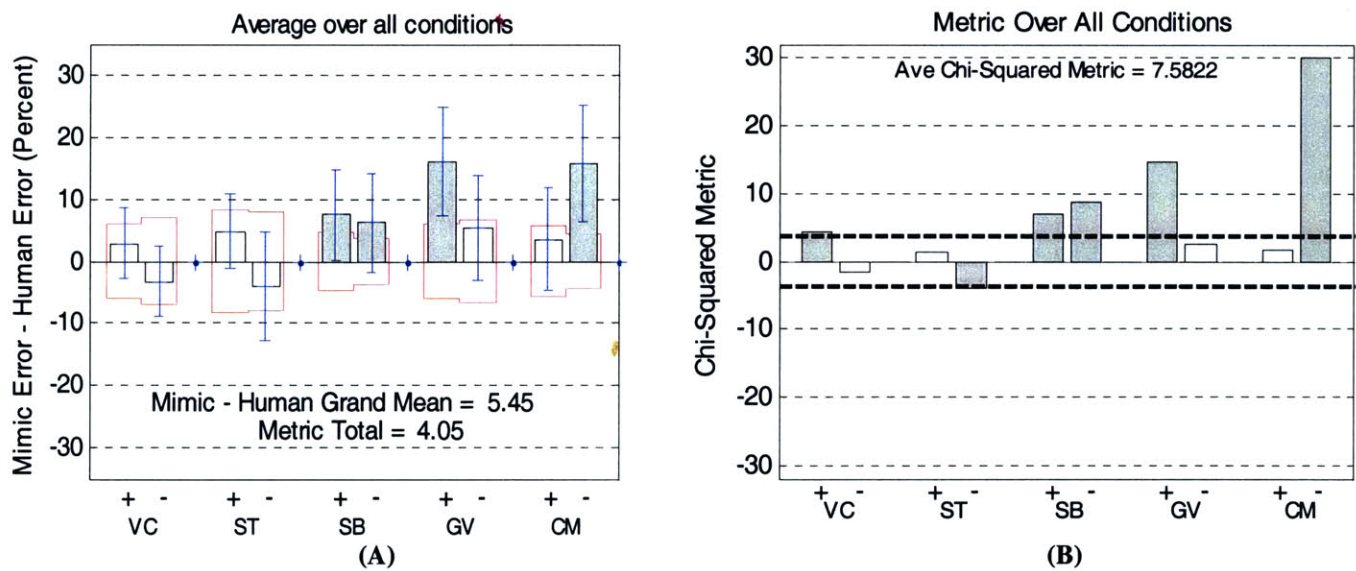 Average over all conditions
Mimic Error - Human Error (Percent)
30
20
10
0
-10
-20
-30
Mimic - Human Grand Mean = 5.45
Metric Total = 4.05
+ - + - + - + - + -
VC ST SB GV CM
(A)
Metric Over All Conditions
Chi-Squared Metric
30
20
10
0
-10
-20
-30
Ave Chi-Squared Metric = 7.5822
+ - + - + - + - + -
VC ST SB GV CM
(B)